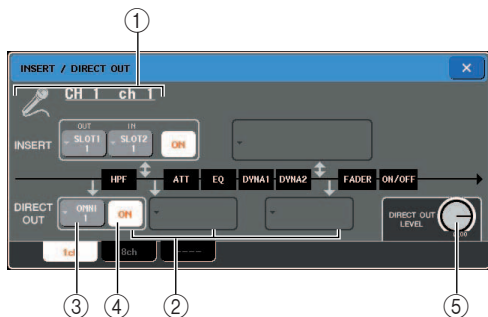 ①
INSERT / DIRECT OUT
×
CH 1 ch 1
OUT IN
INSERT SLOT1 1 SLOT2 1 ON
HPF ATT EQ DYNA1 DYNA2 FADER ON/OFF
DIRECT OUT OMNI 1 ON DIRECT OUT LEVEL
1ch 8ch ----
③ ④ ② ⑤